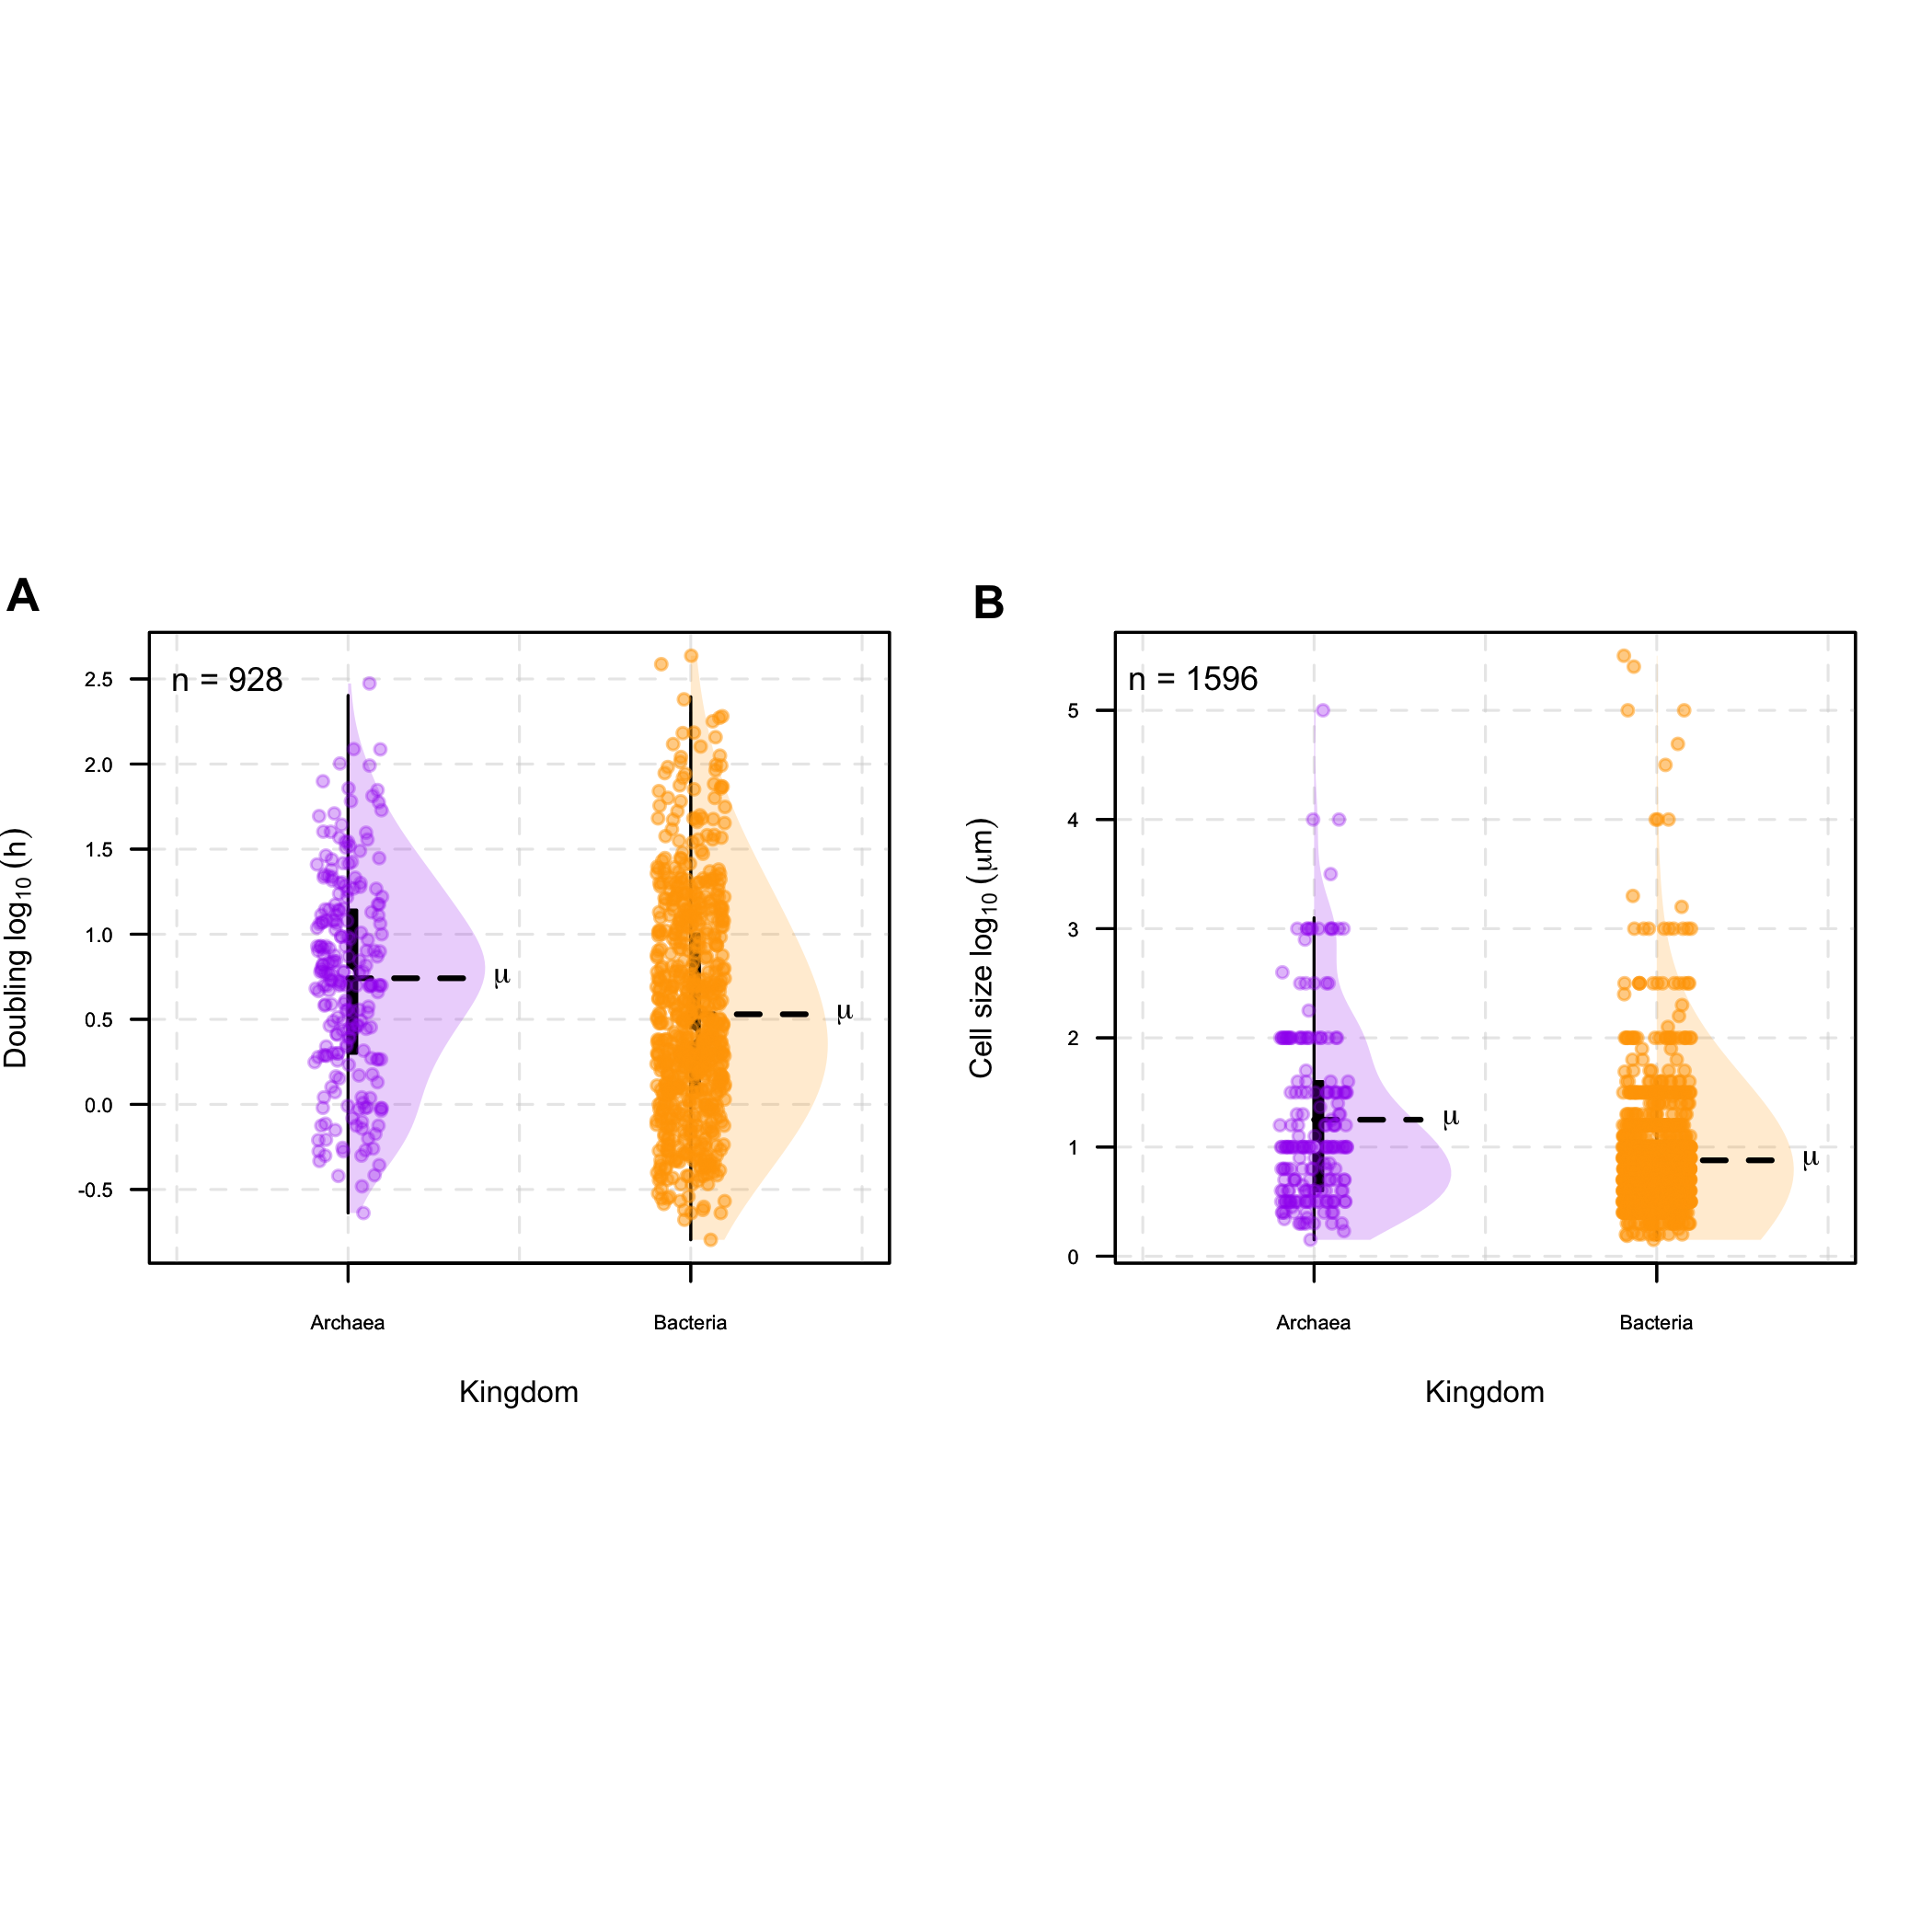 A
n = 928
Doubling log10 (h)
2.5
2.0
1.5
1.0
0.5
0.0
-0.5
μ
μ
Archaea
Bacteria
Kingdom
B
n = 1596
Cell size log10 (μm)
5
4
3
2
1
0
μ
μ
Archaea
Bacteria
Kingdom